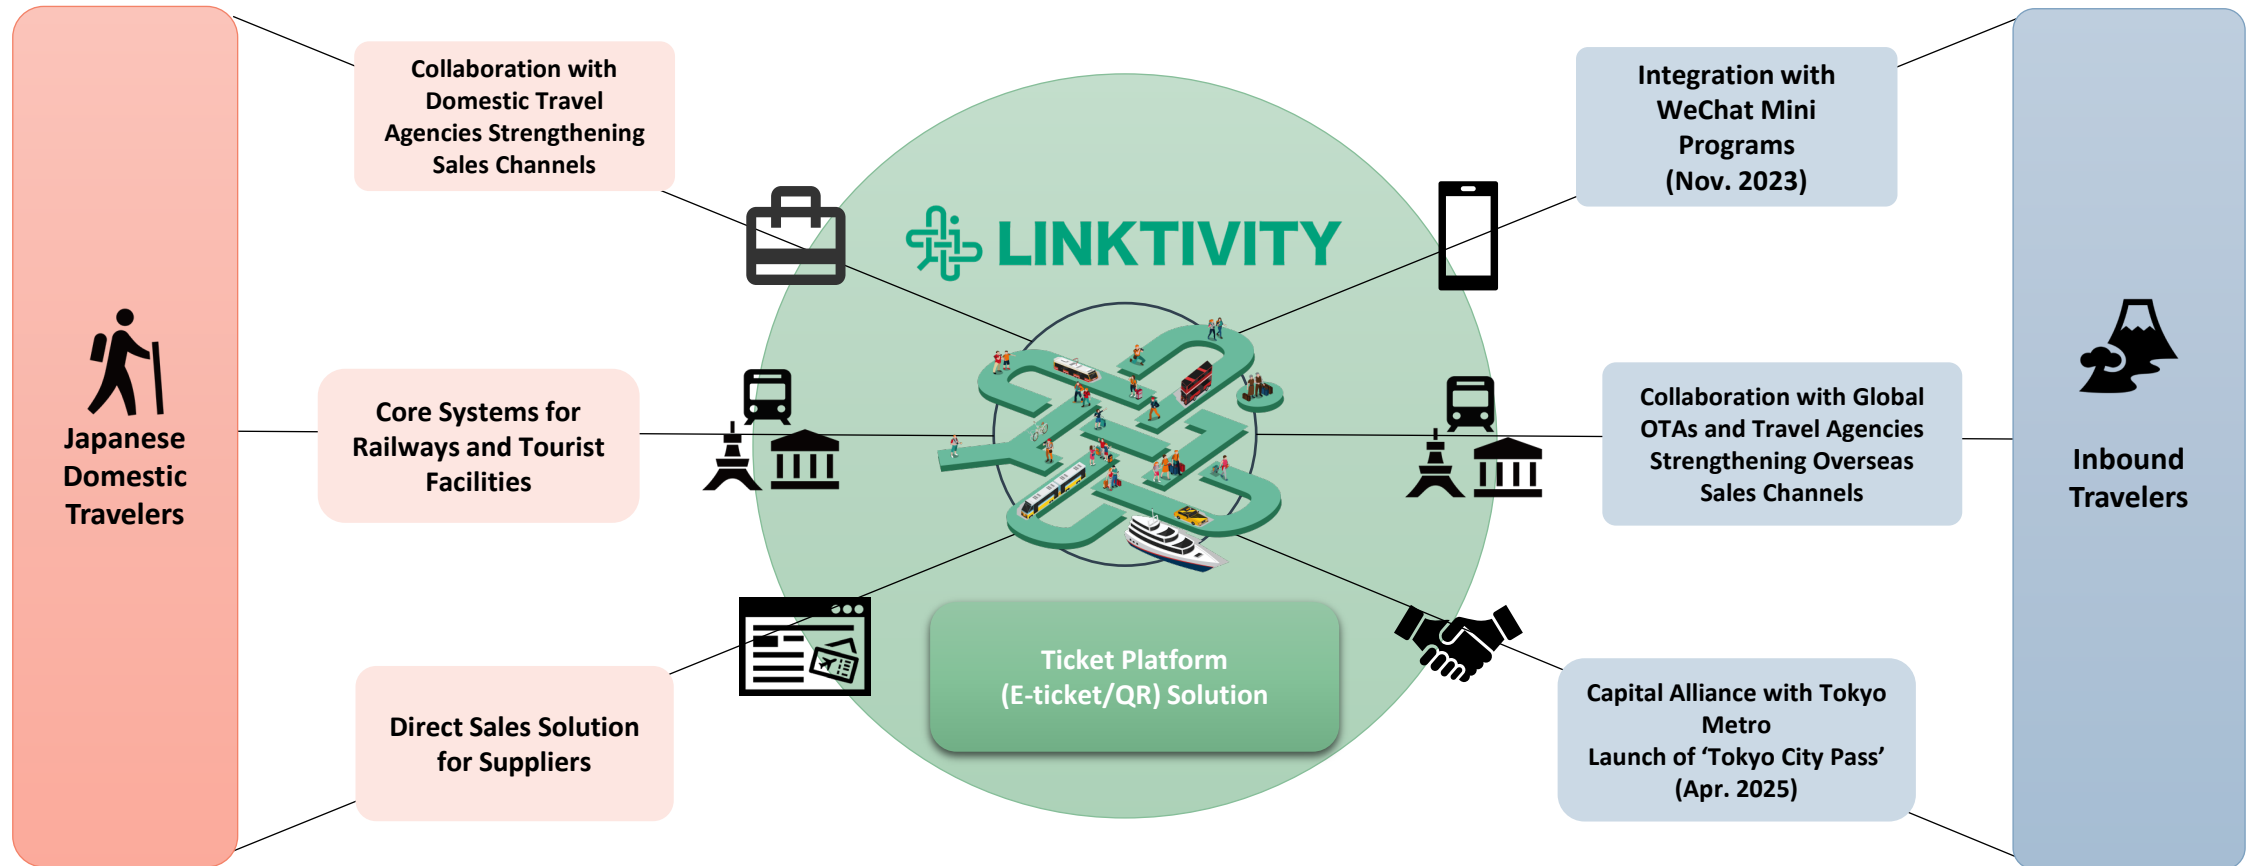 Japanese
Domestic
Travelers
Collaboration with
Domestic Travel
Agencies Strengthening
Sales Channels
Core Systems for
Railways and Tourist
Facilities
Direct Sales Solution
for Suppliers
LINKTIVITY
Ticket Platform
(E-ticket/QR) Solution
Integration with
WeChat Mini
Programs
(Nov. 2023)
Collaboration with Global
OTAs and Travel Agencies
Strengthening Overseas
Sales Channels
Capital Alliance with Tokyo
Metro
Launch of ‘Tokyo City Pass’
(Apr. 2025)
Inbound
Travelers